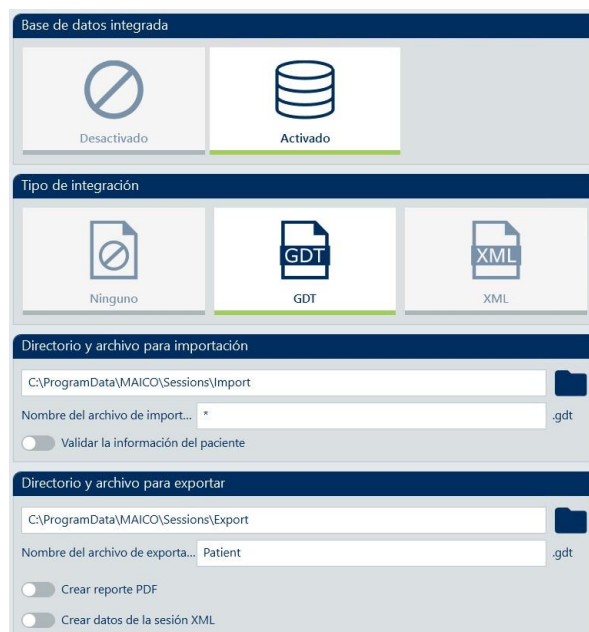 Base de datos integrada
Desactivado Activado
Tipo de integración
GDT XML
Ninguno GDT XML
Directorio y archivo para importación
C:\ProgramData\MAICO\Sessions\Import
Nombre del archivo de import... * .gdt
Validar la información del paciente
Directorio y archivo para exportar
C:\ProgramData\MAICO\Sessions\Export
Nombre del archivo de exporta... Patient .gdt
Crear reporte PDF
Crear datos de la sesión XML